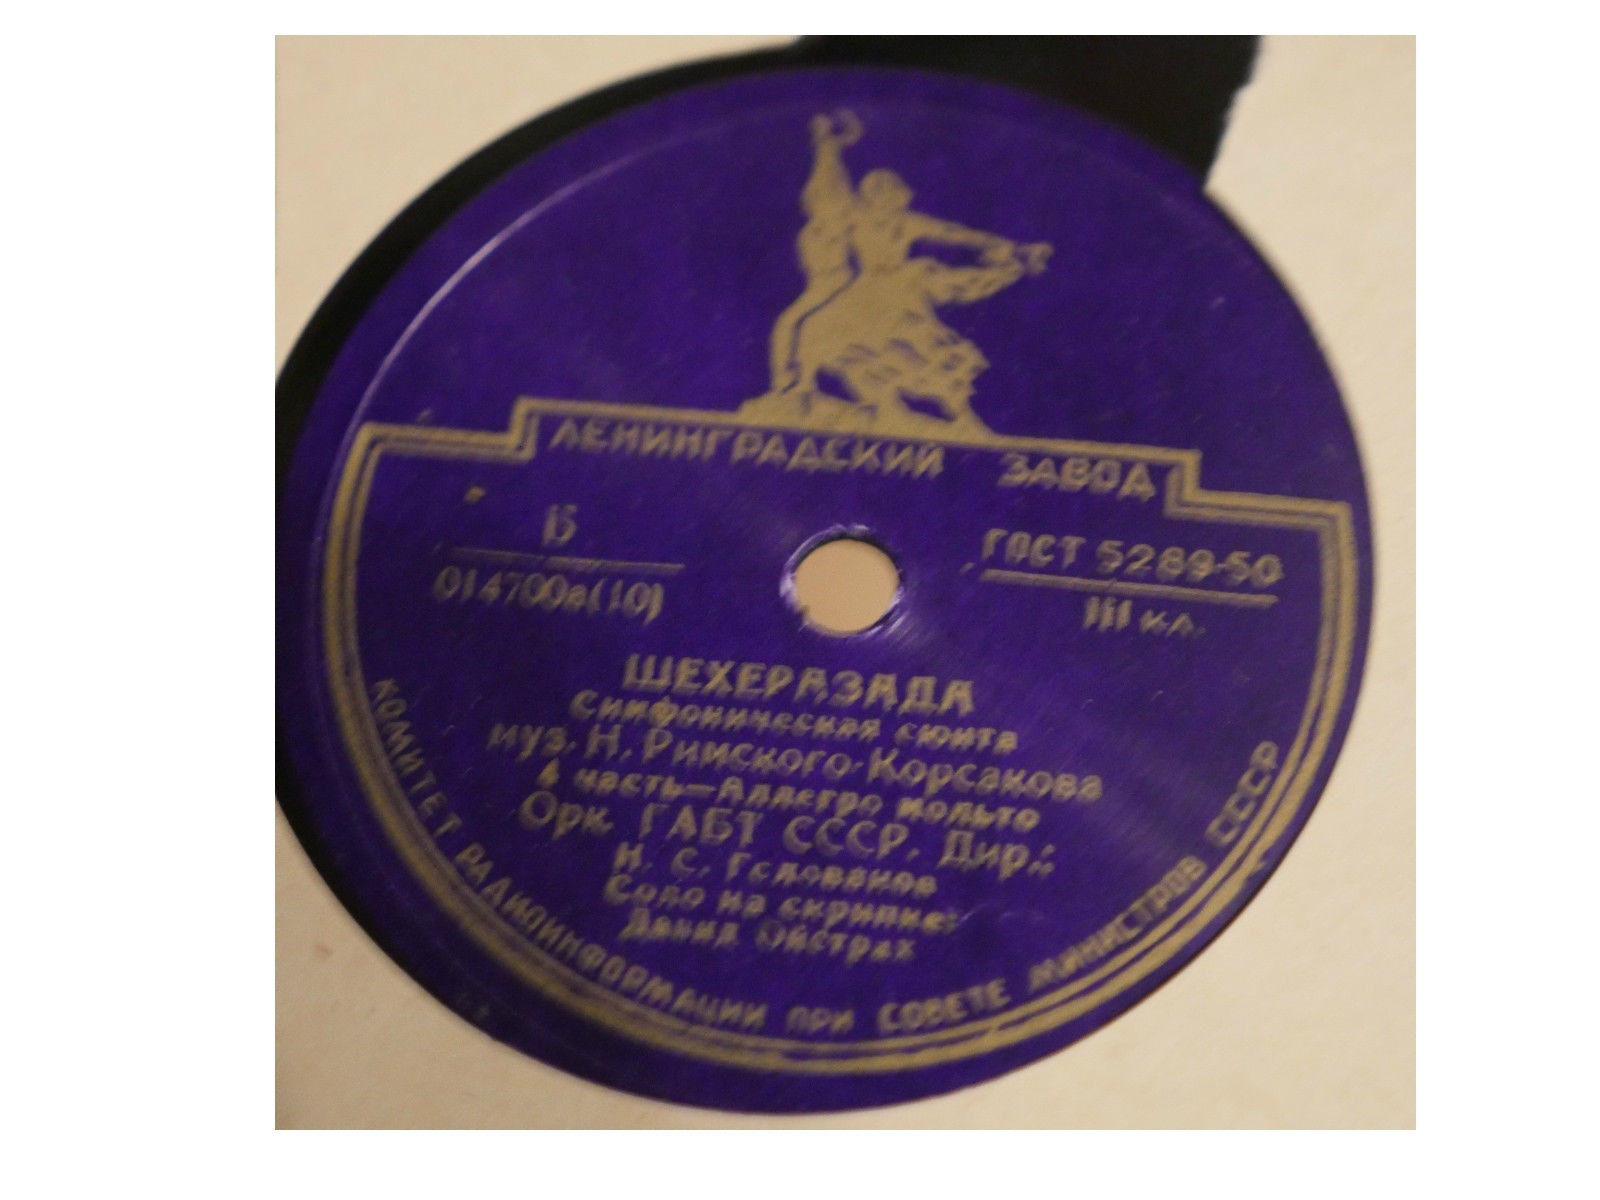 ЛЕНИНГРАДСКИЙ ЗАВОД
Б
014700а(10)
ГОСТ 5289-50
III кл.
ШЕХЕРАЗАДА
Симфоническая сюита
муз. Н. Римского-Корсакова
4 часть—Аллегро мольто
Орк. ГАБТ СССР. Дир.:
Н. С. Голованов
Соло на скрипке:
Давид Ойстрах
КОМИТЕТ РАДИОИНФОРМАЦИИ ПРИ СОВЕТЕ МИНИСТРОВ СССР